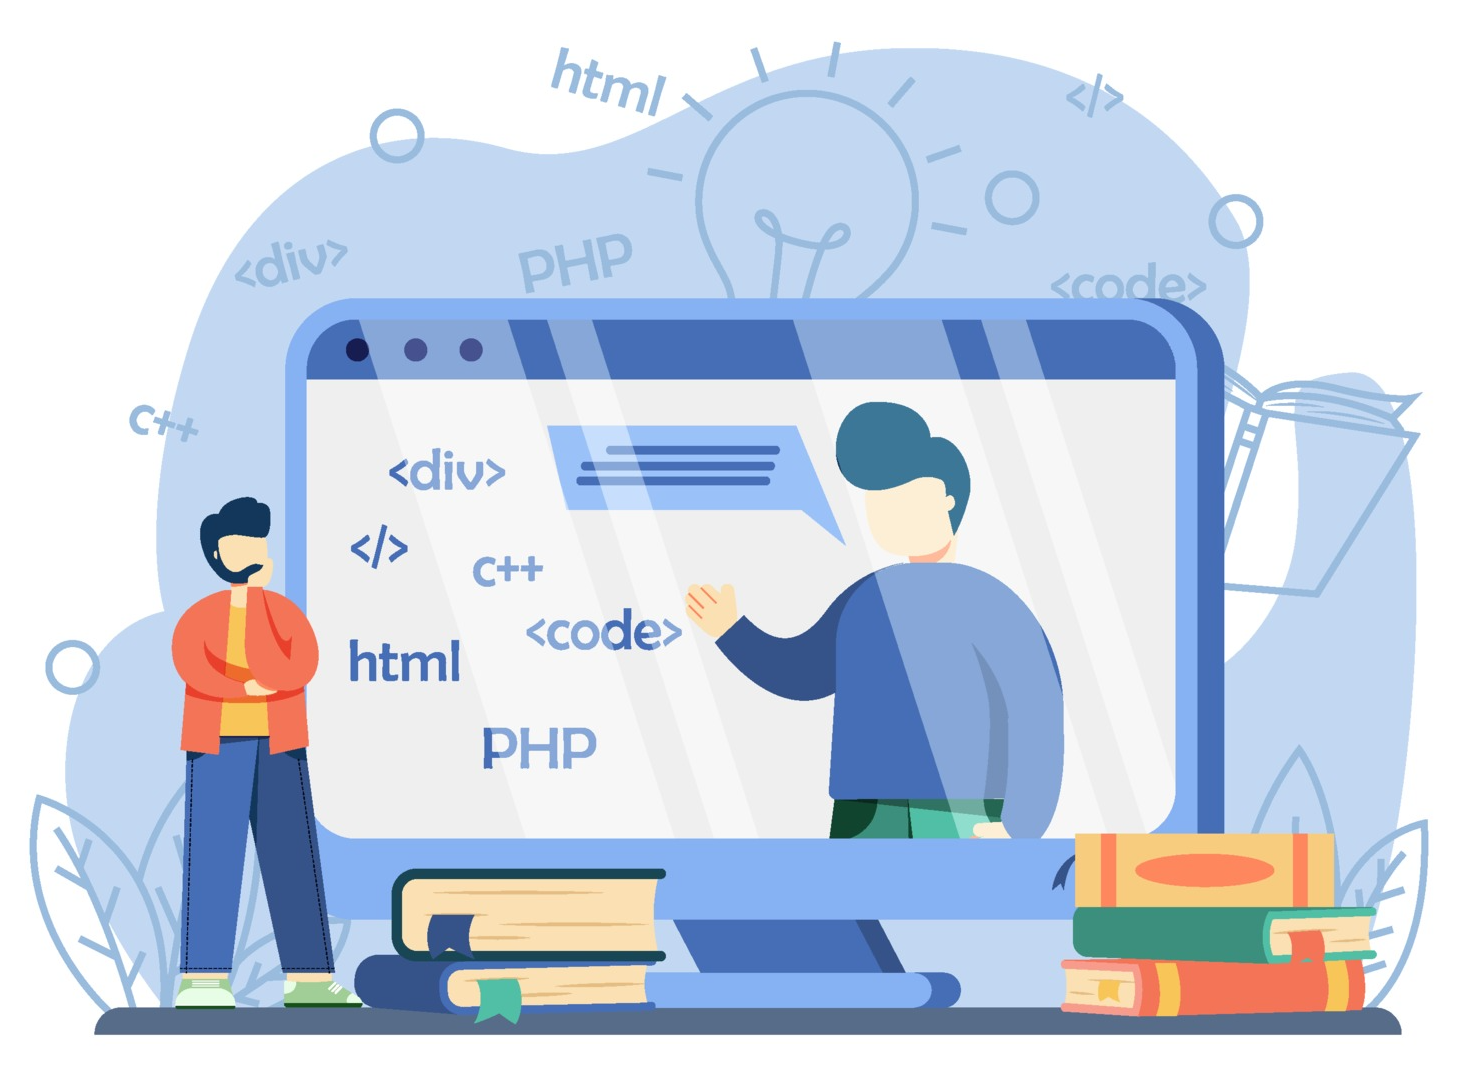 html
</>
<div>
PHP
<code>
c++
<div>
</>
c++
<code>
html
PHP